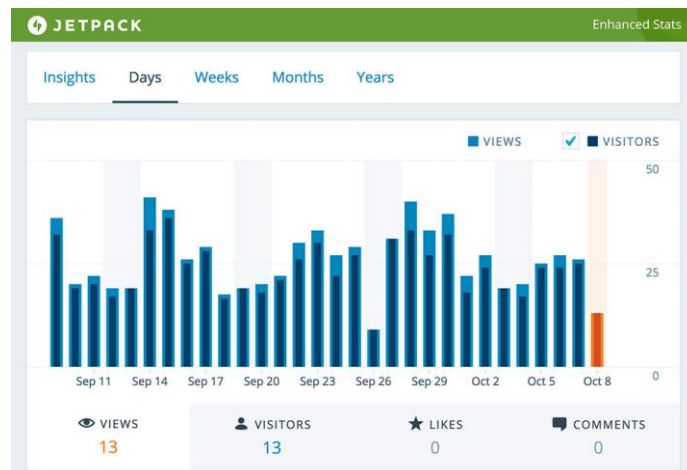 JETPACK Enhanced Stats
Insights Days Weeks Months Years
VIEWS VISITORS
50
25
0
Sep 11 Sep 14 Sep 17 Sep 20 Sep 23 Sep 26 Sep 29 Oct 2 Oct 5 Oct 8
VIEWS VISITORS LIKES COMMENTS
13 13 0 0